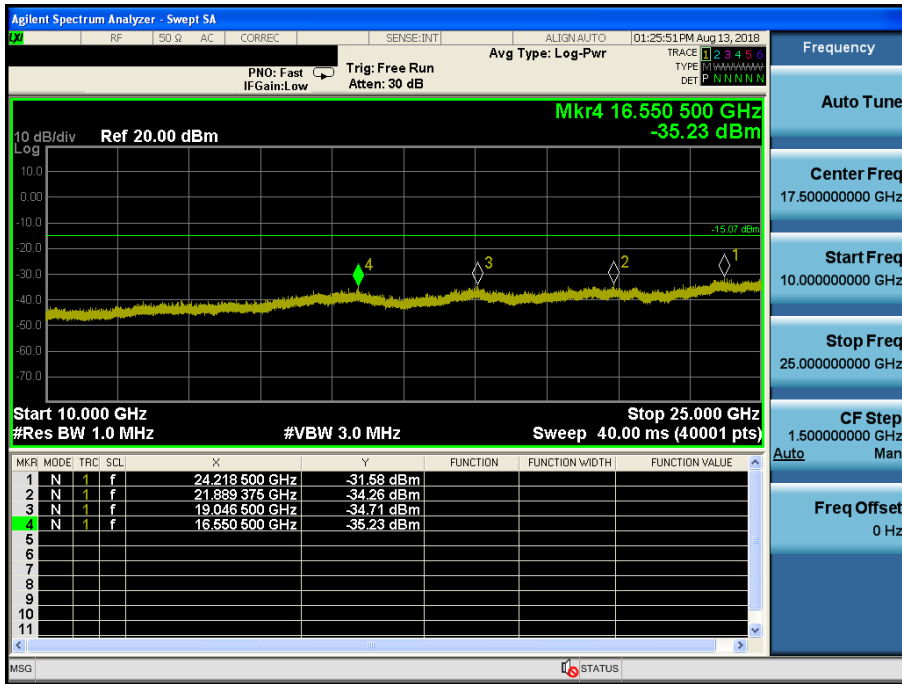 Agilent Spectrum Analyzer - Swept SA
LXI RF 50 Ω AC CORREC SENSE:INT ALIGN AUTO 01:25:51 PM Aug 13, 2018
Avg Type: Log-Pwr TRACE 1 2 3 4 5 6
PNO: Fast Trig: Free Run TYPE M WWWWW
IFGain:Low Atten: 30 dB DET P N N N N N
Mkr4 16.550 500 GHz
10 dB/div Ref 20.00 dBm -35.23 dBm
Log
10.0
0.00
-10.0
-15.07 dBm
-20.0
4 3 2 1
-30.0
-40.0
-50.0
-60.0
-70.0
Start 10.000 GHz Stop 25.000 GHz
#Res BW 1.0 MHz #VBW 3.0 MHz Sweep 40.00 ms (40001 pts)
MKR MODE TRC SCL X Y FUNCTION FUNCTION WIDTH FUNCTION VALUE
1 N 1 f 24.218 500 GHz -31.58 dBm
2 N 1 f 21.889 375 GHz -34.26 dBm
3 N 1 f 19.046 500 GHz -34.71 dBm
4 N 1 f 16.550 500 GHz -35.23 dBm
5
6
7
8
9
10
11
MSG STATUS
Frequency
Auto Tune
Center Freq
17.500000000 GHz
Start Freq
10.000000000 GHz
Stop Freq
25.000000000 GHz
CF Step
1.500000000 GHz
Auto Man
Freq Offset
0 Hz